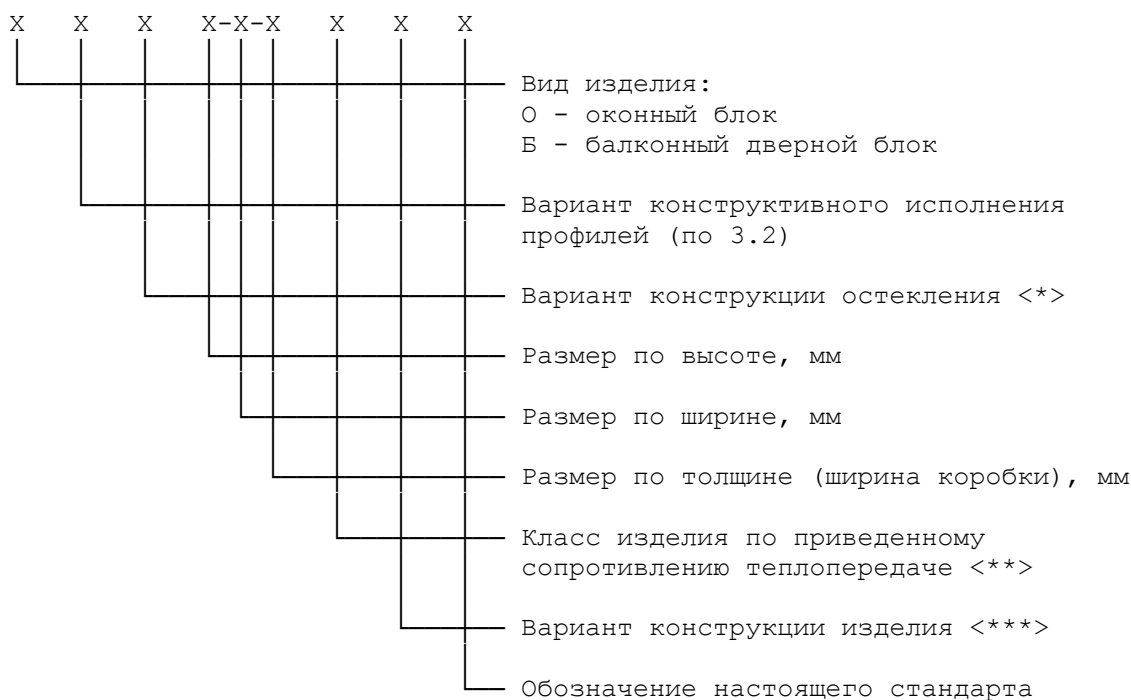 Х Х Х Х-Х-Х Х Х Х
Вид изделия:
О - оконный блок
Б - балконный дверной блок
Вариант конструктивного исполнения
профилей (по 3.2)
Вариант конструкции остекления <*>
Размер по высоте, мм
Размер по ширине, мм
Размер по толщине (ширина коробки), мм
Класс изделия по приведенному
сопротивлению теплопередаче <**>
Вариант конструкции изделия <***>
Обозначение настоящего стандарта